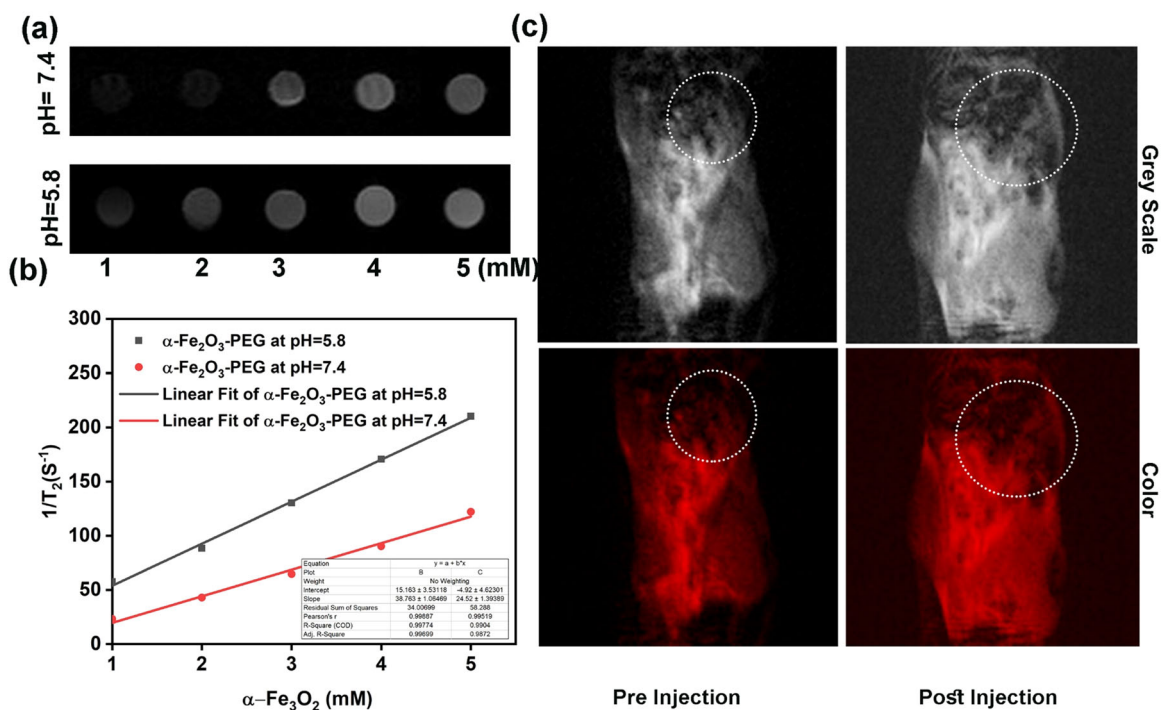 (a)
pH= 7.4
pH=5.8
1 2 3 4 5 (mM)
(b)
300
250
200
150
100
50
0
1/T₂(S⁻¹)
α-Fe₂O₃-PEG at pH=5.8
α-Fe₂O₃-PEG at pH=7.4
Linear Fit of α-Fe₂O₃-PEG at pH=5.8
Linear Fit of α-Fe₂O₃-PEG at pH=7.4
Equation y = a + b*x
Plot B C
Weight No Weighting
Intercept 15.163 ± 3.53118 -4.92 ± 4.62301
Slope 38.763 ± 1.06469 24.52 ± 1.39389
Residual Sum of Squares 34.00699 58.288
Pearson's r 0.99887 0.99519
R-Square (COD) 0.99774 0.9904
Adj. R-Square 0.99699 0.9872
1 2 3 4 5
α–Fe₃O₂ (mM)
(c)
Grey Scale
Color
Pre Injection
Post Injection